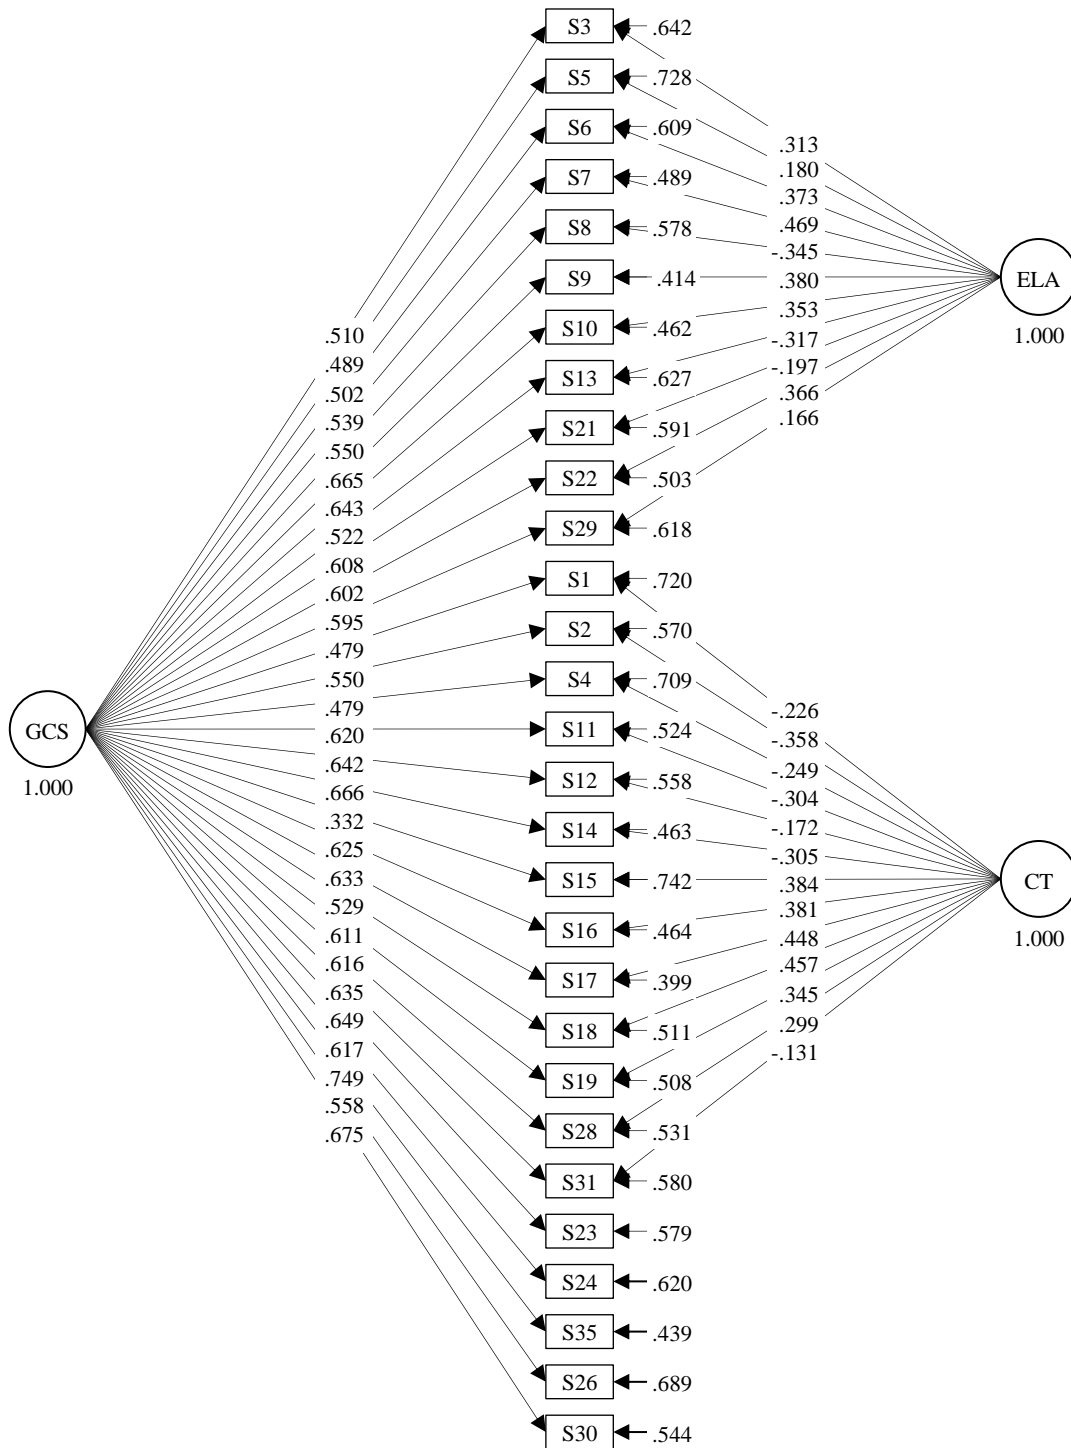 S3 .642
S5 .728
S6 .609
.313
S7 .489
.180
.373
S8 .578
.469
-.345
S9 .414
.380
ELA
.353
S10 .462
.510
-.317
1.000
.489
S13 .627
-.197
.502
.366
.539
S21 .591
.166
.550
S22 .503
.665
.643
S29 .618
.522
.608
S1 .720
.602
.595
S2 .570
.479
.550
S4 .709
.479
-.226
GCS
.620
S11 .524
-.358
.642
-.249
1.000
S12 .558
.666
-.304
.332
S14 .463
-.172
.625
-.305
.633
S15 .742
.384
CT
.529
S16 .464
.381
1.000
.611
.448
.616
S17 .399
.457
.635
.345
.649
S18 .511
.299
.617
-.131
.749
S19 .508
.558
.675
S28 .531
S31 .580
S23 .579
S24 .620
S35 .439
S26 .689
S30 .544